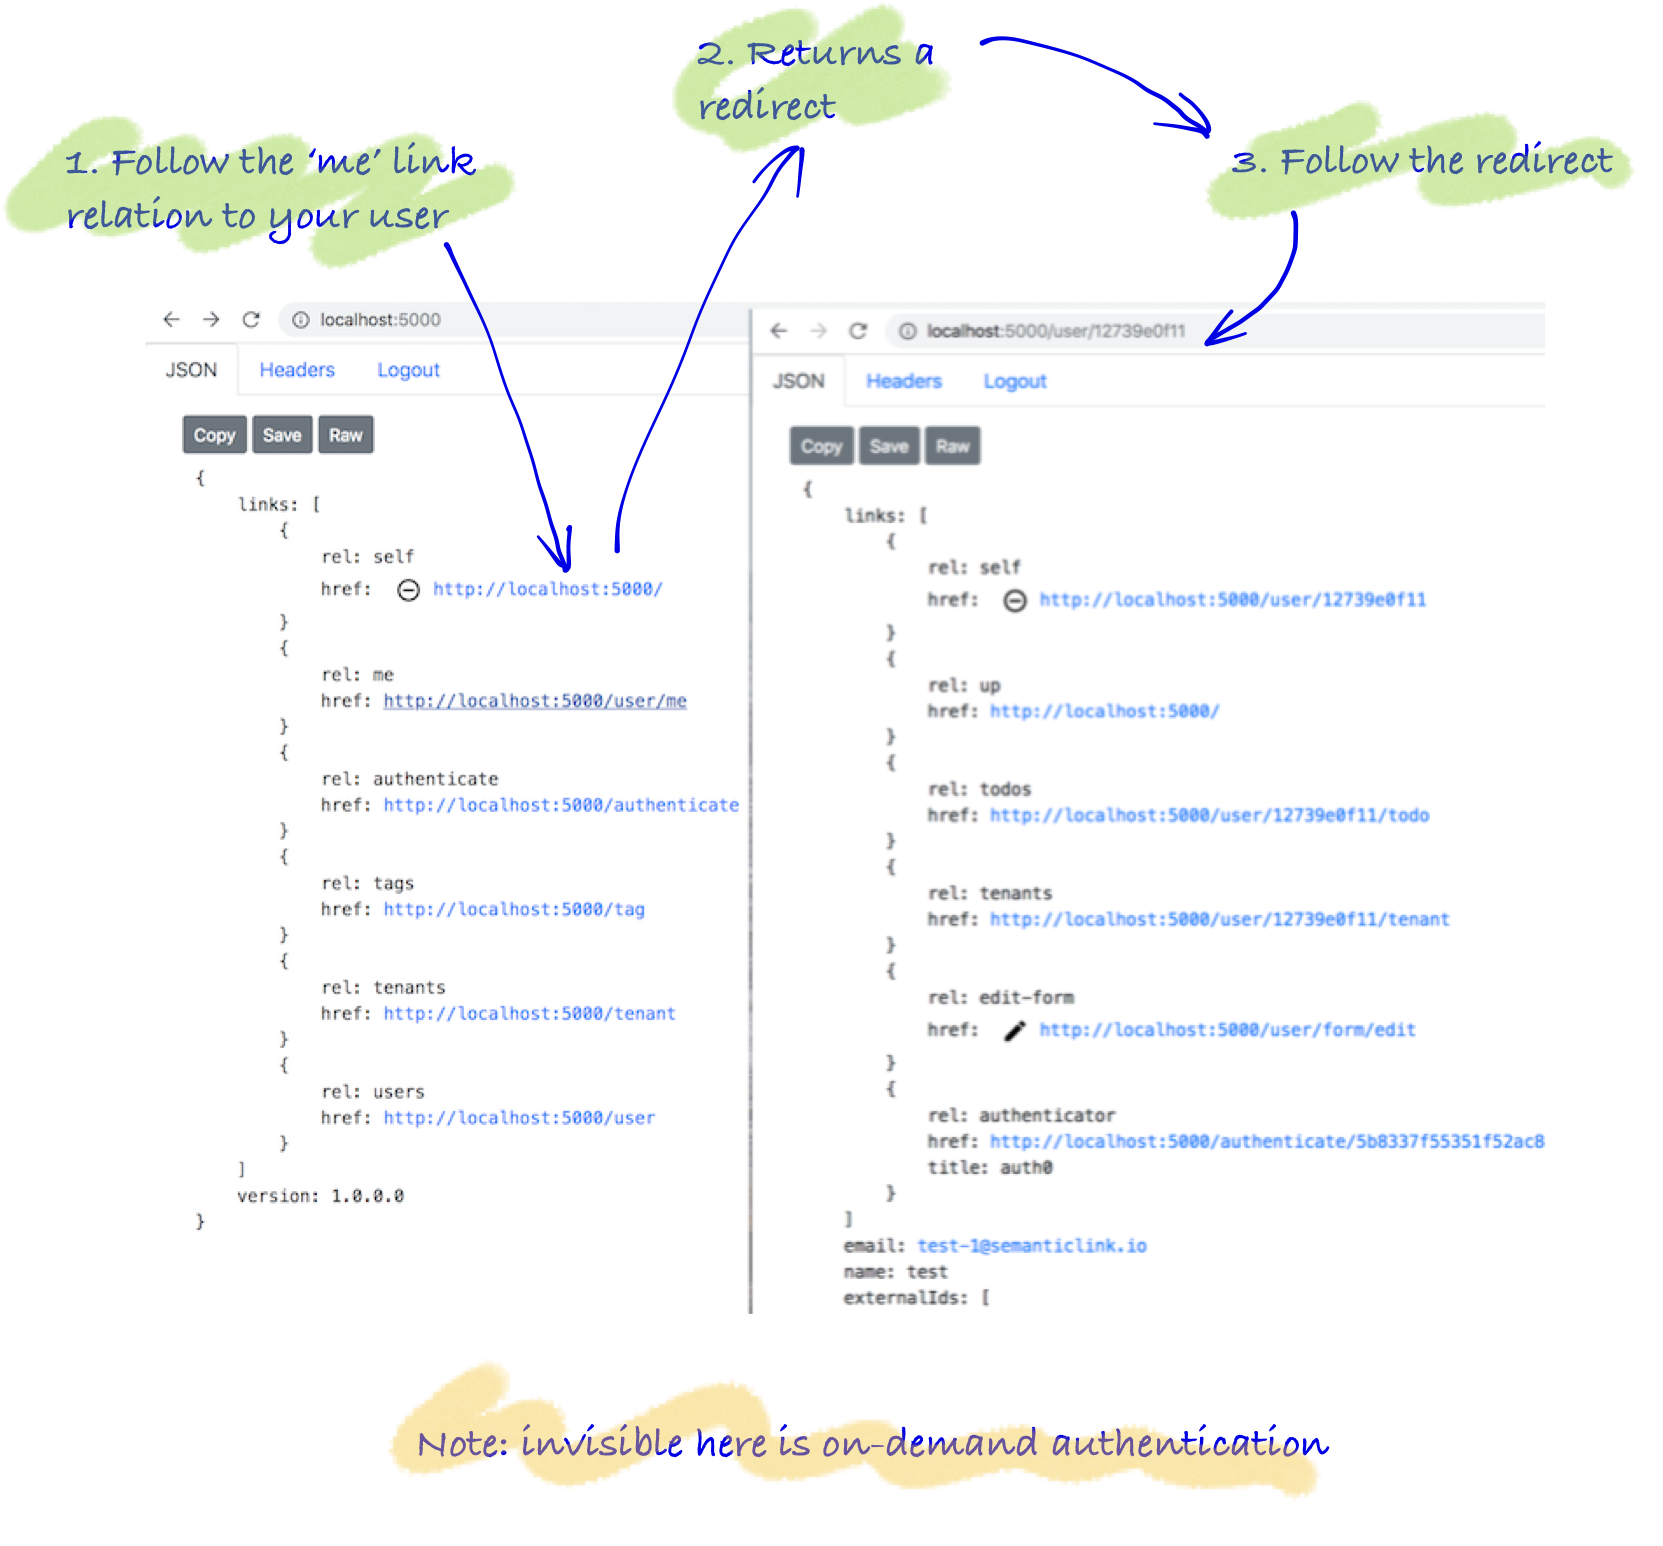 2. Returns a
redirect
1. Follow the ‘me’ link
relation to your user
3. Follow the redirect
localhost:5000
JSON Headers Logout
Copy Save Raw
{
links: [
{
rel: self
href: http://localhost:5000/
}
{
rel: me
href: http://localhost:5000/user/me
}
{
rel: authenticate
href: http://localhost:5000/authenticate
}
{
rel: tags
href: http://localhost:5000/tag
}
{
rel: tenants
href: http://localhost:5000/tenant
}
{
rel: users
href: http://localhost:5000/user
}
]
version: 1.0.0.0
}
localhost:5000/user/12739e0f11
JSON Headers Logout
Copy Save Raw
{
links: [
{
rel: self
href: http://localhost:5000/user/12739e0f11
}
{
rel: up
href: http://localhost:5000/
}
{
rel: todos
href: http://localhost:5000/user/12739e0f11/todo
}
{
rel: tenants
href: http://localhost:5000/user/12739e0f11/tenant
}
{
rel: edit-form
href: http://localhost:5000/user/form/edit
}
{
rel: authenticator
href: http://localhost:5000/authenticate/5b8337f55351f52ac8
title: auth0
}
]
email: test-1@semanticlink.io
name: test
externalIds: [
Note: invisible here is on-demand authentication